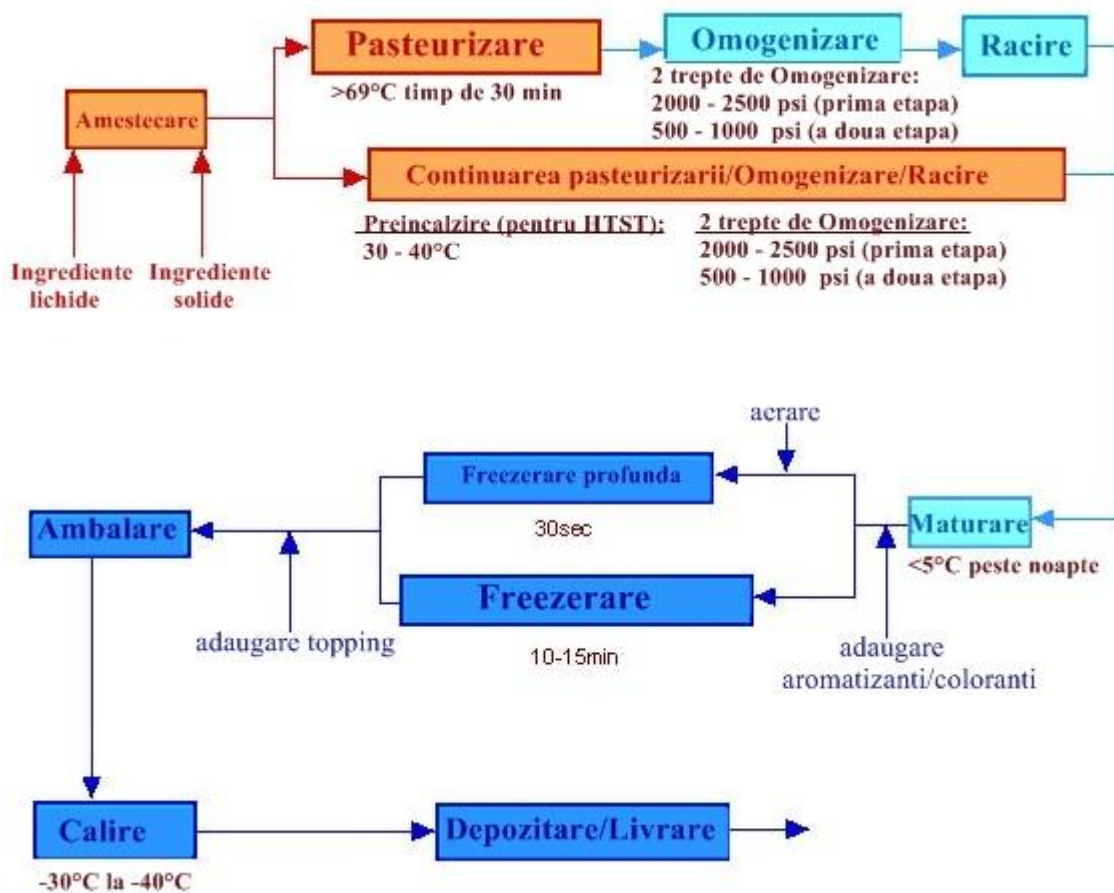 Pasteurizare
Omogenizare
Racire
>69°C timp de 30 min
2 trepte de Omogenizare:
2000 - 2500 psi (prima etapa)
500 - 1000 psi (a doua etapa)
Amestecare
Continuarea pasteurizarii/Omogenizare/Racire
Preincalzire (pentru HTST):
30 - 40°C
2 trepte de Omogenizare:
2000 - 2500 psi (prima etapa)
500 - 1000 psi (a doua etapa)
Ingrediente
lichide
Ingrediente
solide
aerare
Freezerare profunda
30sec
Ambalare
Maturare
<5°C peste noapte
Freezerare
10-15min
adaugare topping
adaugare
aromatizanti/coloranti
Calire
-30°C la -40°C
Depozitare/Livrare